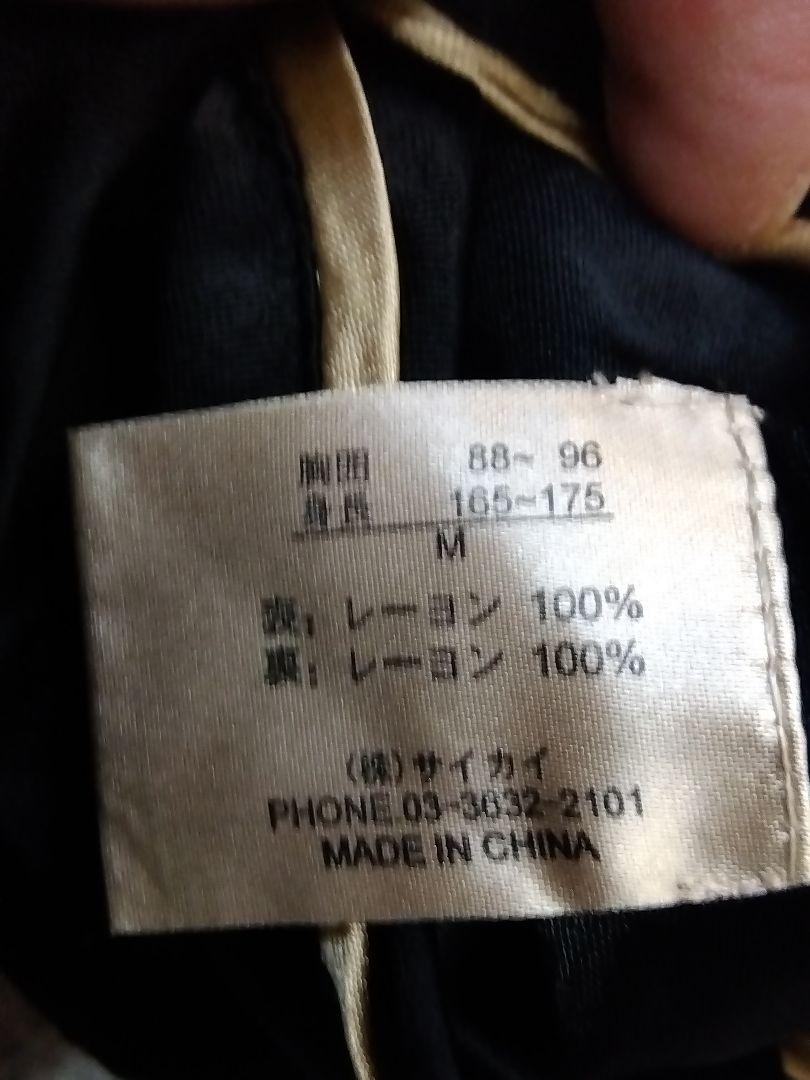 胸囲 88~ 96
身長 165~175
M
表: レーヨン 100%
裏: レーヨン 100%
(株)サイカイ
PHONE 03-3632-2101
MADE IN CHINA